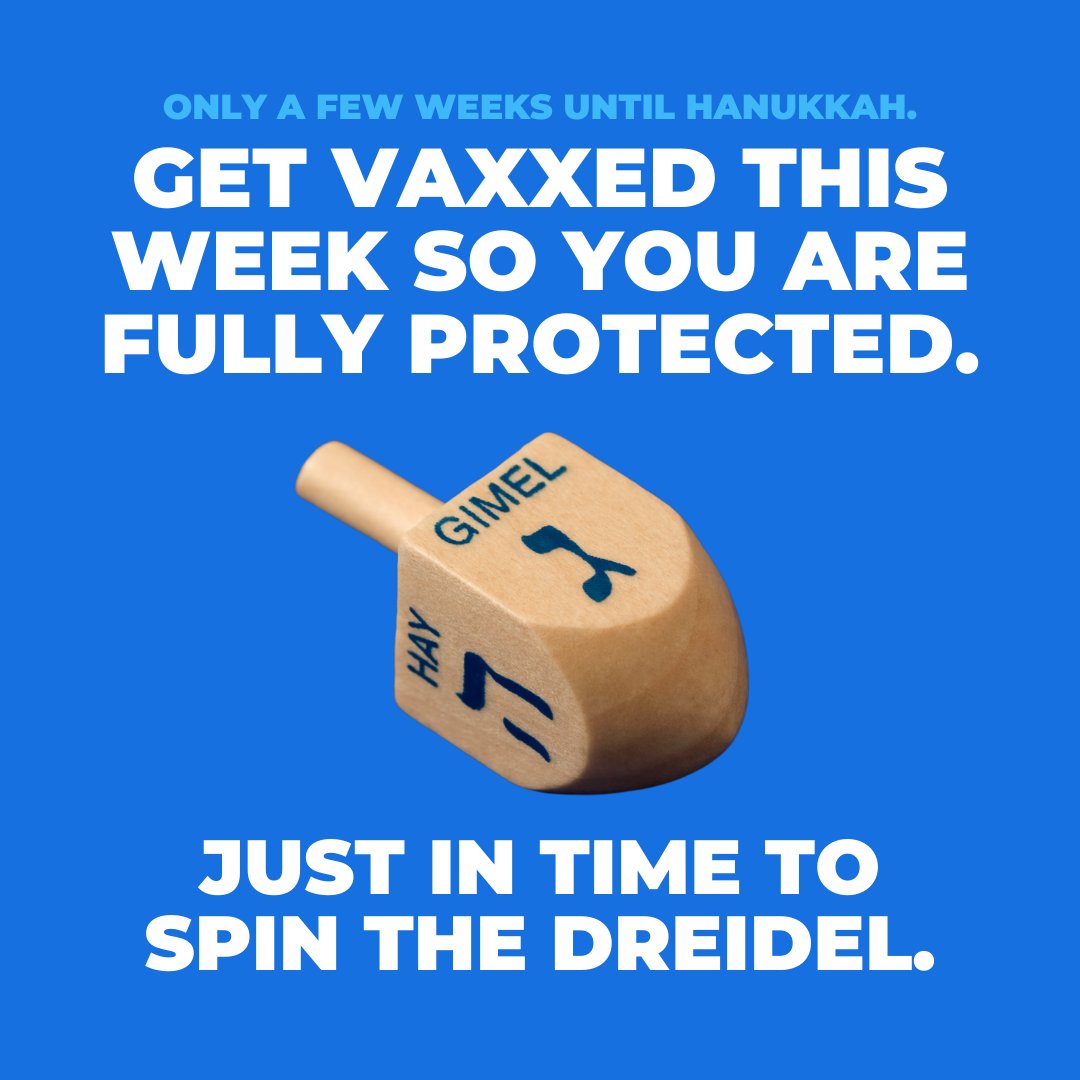 ONLY A FEW WEEKS UNTIL HANUKKAH.
GET VAXXED THIS
WEEK SO YOU ARE
FULLY PROTECTED.
GIMEL
ג
HAY
ה
JUST IN TIME TO
SPIN THE DREIDEL.